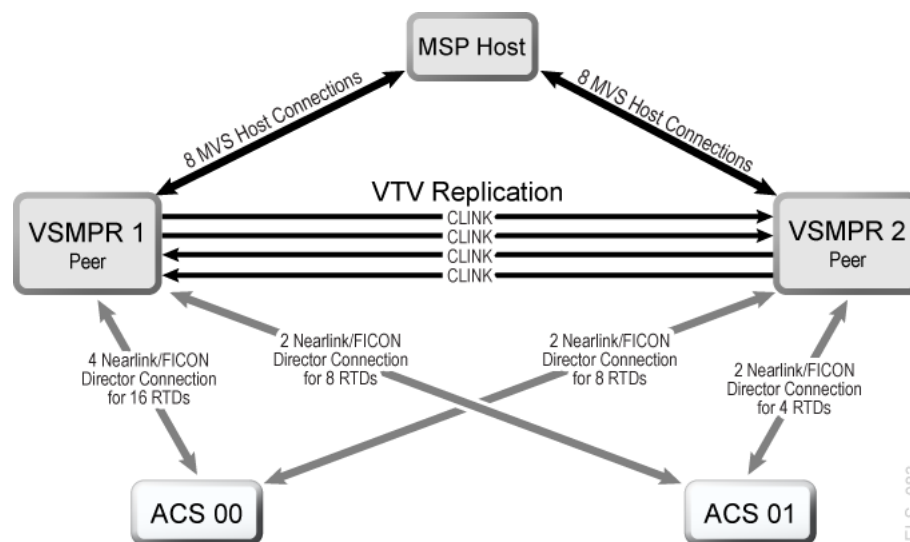 MSP Host
8 MVS Host Connections
8 MVS Host Connections
VTV Replication
VSMPR 1
Peer
CLINK
CLINK
CLINK
CLINK
VSMPR 2
Peer
4 Nearlink/FICON
Director Connection
for 16 RTDs
2 Nearlink/FICON
Director Connection
for 8 RTDs
2 Nearlink/FICON
Director Connection
for 8 RTDs
2 Nearlink/FICON
Director Connection
for 4 RTDs
ACS 00
ACS 01